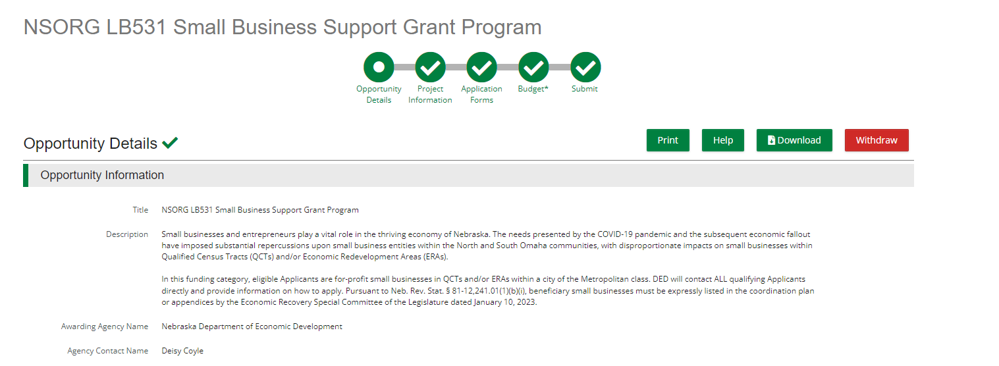 NSORG LB531 Small Business Support Grant Program
Opportunity Details
Project Information
Application Forms
Budget*
Submit
Opportunity Details
Print
Help
Download
Withdraw
Opportunity Information
Title
NSORG LB531 Small Business Support Grant Program
Description
Small businesses and entrepreneurs play a vital role in the thriving economy of Nebraska. The needs presented by the COVID-19 pandemic and the subsequent economic fallout
have imposed substantial repercussions upon small business entities within the North and South Omaha communities, with disproportionate impacts on small businesses within
Qualified Census Tracts (QCTs) and/or Economic Redevelopment Areas (ERAs).
In this funding category, eligible Applicants are for-profit small businesses in QCTs and/or ERAs within a city of the Metropolitan class. DED will contact ALL qualifying Applicants
directly and provide information on how to apply. Pursuant to Neb. Rev. Stat. § 81-12,241.01(1)(b)(i), beneficiary small businesses must be expressly listed in the coordination plan
or appendices by the Economic Recovery Special Committee of the Legislature dated January 10, 2023.
Awarding Agency Name
Nebraska Department of Economic Development
Agency Contact Name
Deisy Coyle